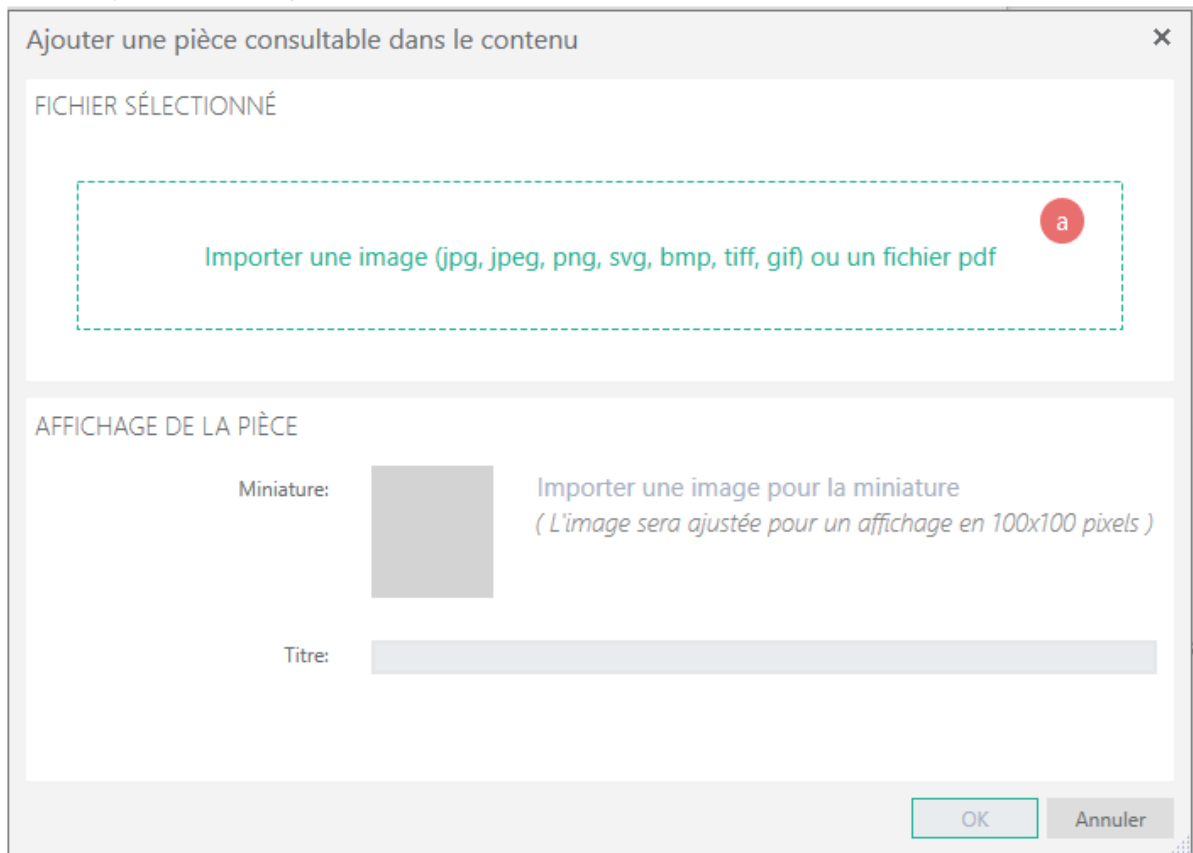 Ajouter une pièce consultable dans le contenu
FICHIER SÉLECTIONNÉ
a
Importer une image (jpg, jpeg, png, svg, bmp, tiff, gif) ou un fichier pdf
AFFICHAGE DE LA PIÈCE
Miniature:
Importer une image pour la miniature
( L'image sera ajustée pour un affichage en 100x100 pixels )
Titre:
OK
Annuler